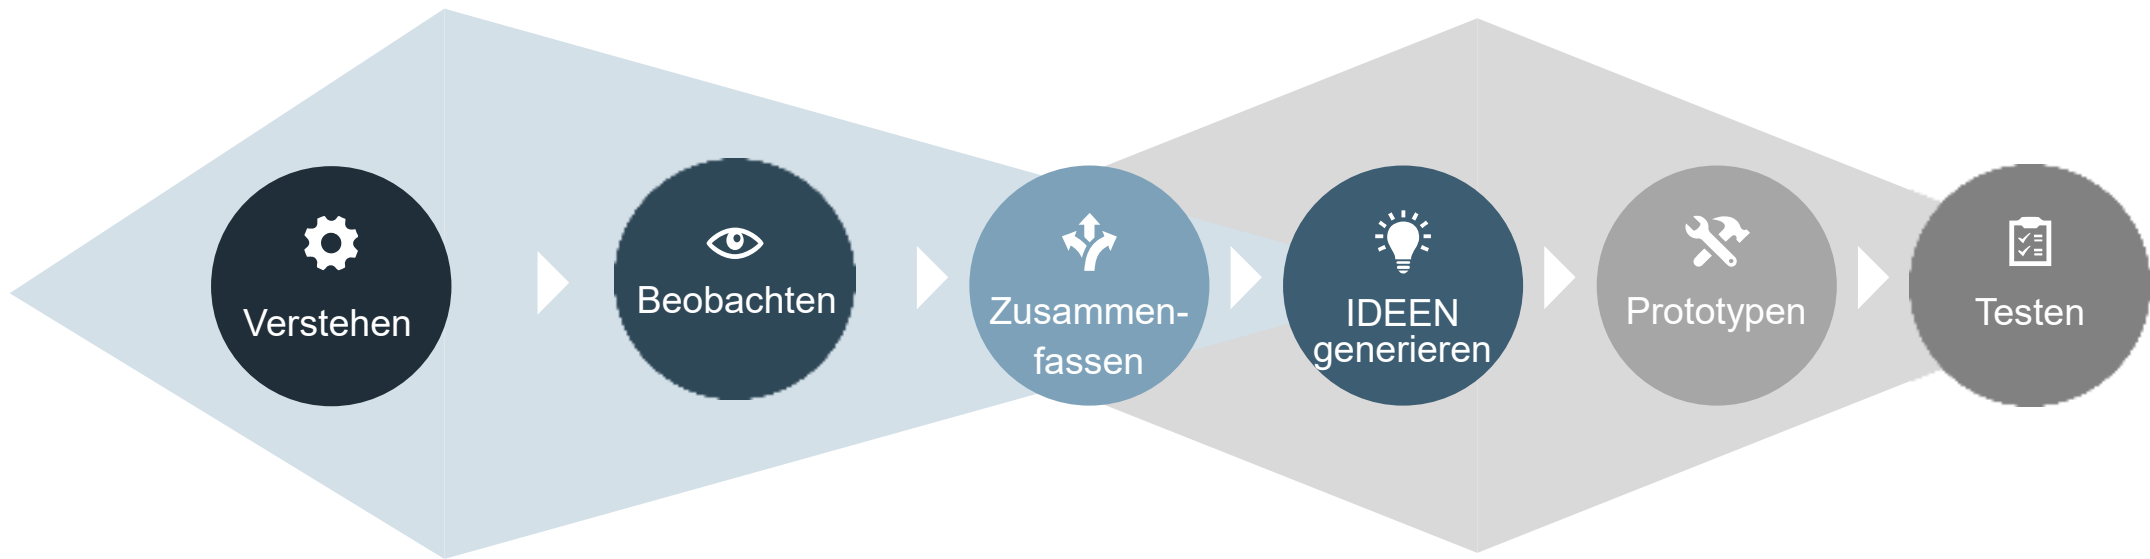 Verstehen
Beobachten
Zusammen-
fassen
IDEEN
generieren
Prototypen
Testen